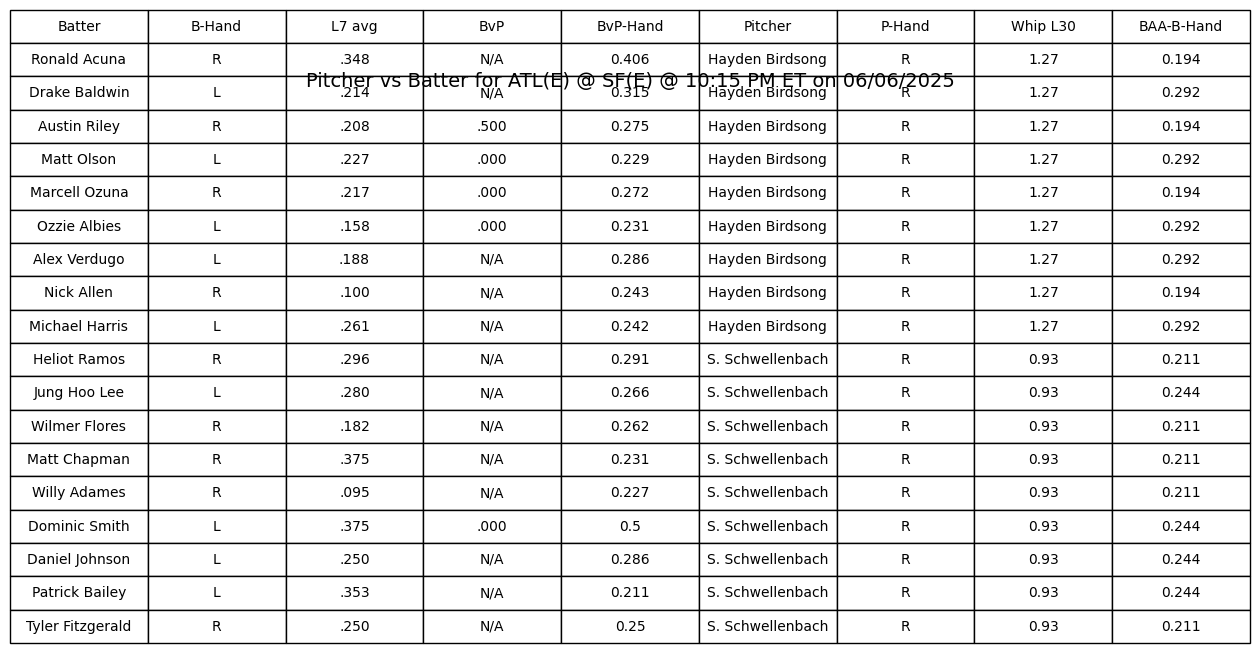 Batter B-Hand L7 avg BvP BvP-Hand Pitcher P-Hand Whip L30 BAA-B-Hand
Ronald Acuna R .348 N/A 0.406 Hayden Birdsong R 1.27 0.194
Pitcher vs Batter for ATL(E) @ SF(E) @ 10:15 PM ET on 06/06/2025
Drake Baldwin L .214 N/A 0.315 Hayden Birdsong R 1.27 0.292
Austin Riley R .208 .500 0.275 Hayden Birdsong R 1.27 0.194
Matt Olson L .227 .000 0.229 Hayden Birdsong R 1.27 0.292
Marcell Ozuna R .217 .000 0.272 Hayden Birdsong R 1.27 0.194
Ozzie Albies L .158 .000 0.231 Hayden Birdsong R 1.27 0.292
Alex Verdugo L .188 N/A 0.286 Hayden Birdsong R 1.27 0.292
Nick Allen R .100 N/A 0.243 Hayden Birdsong R 1.27 0.194
Michael Harris L .261 N/A 0.242 Hayden Birdsong R 1.27 0.292
Heliot Ramos R .296 N/A 0.291 S. Schwellenbach R 0.93 0.211
Jung Hoo Lee L .280 N/A 0.266 S. Schwellenbach R 0.93 0.244
Wilmer Flores R .182 N/A 0.262 S. Schwellenbach R 0.93 0.211
Matt Chapman R .375 N/A 0.231 S. Schwellenbach R 0.93 0.211
Willy Adames R .095 N/A 0.227 S. Schwellenbach R 0.93 0.211
Dominic Smith L .375 .000 0.5 S. Schwellenbach R 0.93 0.244
Daniel Johnson L .250 N/A 0.286 S. Schwellenbach R 0.93 0.244
Patrick Bailey L .353 N/A 0.211 S. Schwellenbach R 0.93 0.244
Tyler Fitzgerald R .250 N/A 0.25 S. Schwellenbach R 0.93 0.211